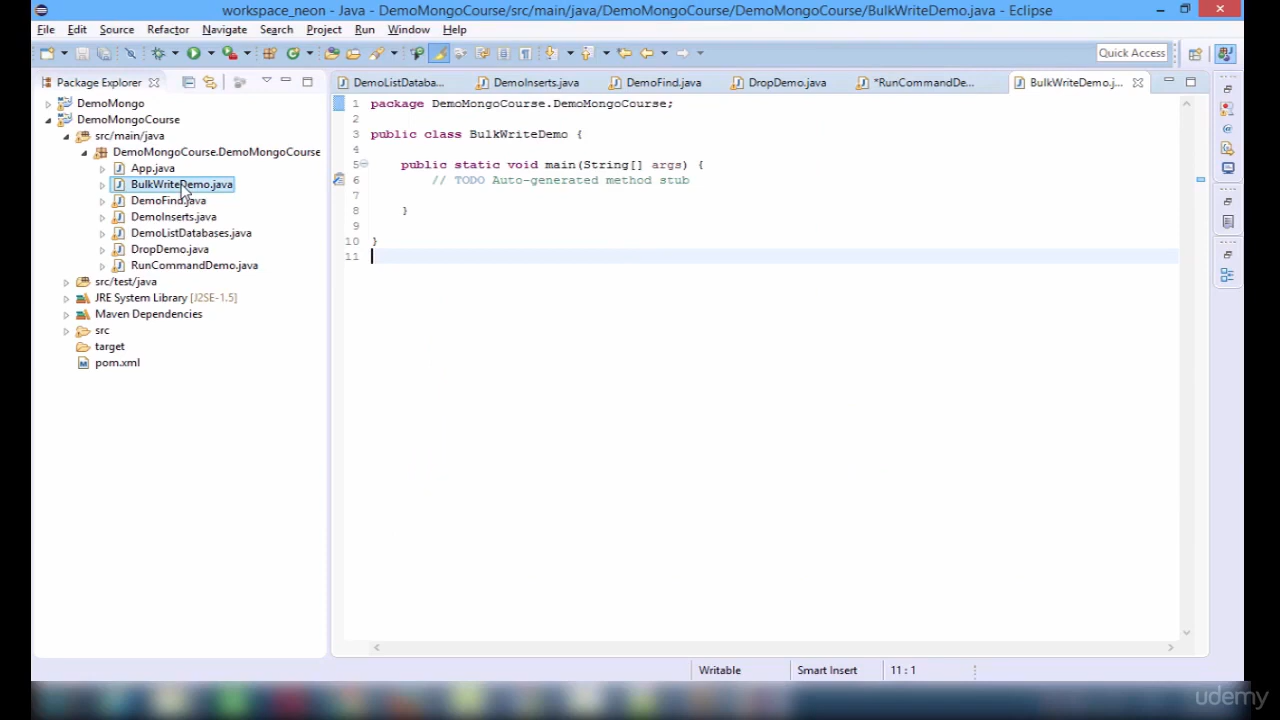 workspace_neon - Java - DemoMongoCourse/src/main/java/DemoMongoCourse/DemoMongoCourse/BulkWriteDemo.java - Eclipse
File Edit Source Refactor Navigate Search Project Run Window Help
Quick Access
Package Explorer
DemoMongo
DemoMongoCourse
src/main/java
DemoMongoCourse.DemoMongoCourse
App.java
BulkWriteDemo.java
DemoFind.java
DemoInserts.java
DemoListDatabases.java
DropDemo.java
RunCommandDemo.java
src/test/java
JRE System Library [J2SE-1.5]
Maven Dependencies
src
target
pom.xml
DemoListDataba... DemoInserts.java DemoFind.java DropDemo.java *RunCommandDe... BulkWriteDemo.j...
1 package DemoMongoCourse.DemoMongoCourse;
2
3 public class BulkWriteDemo {
4
5 public static void main(String[] args) {
6 // TODO Auto-generated method stub
7
8 }
9
10 }
11
Writable Smart Insert 11 : 1
udemy